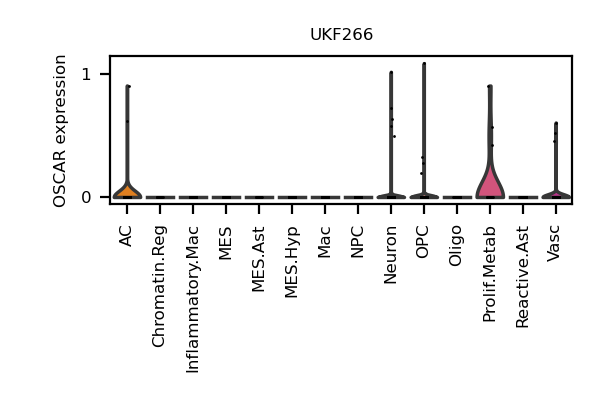 UKF266
OSCAR expression
1
0
AC
Chromatin.Reg
Inflammatory.Mac
MES
MES.Ast
MES.Hyp
Mac
NPC
Neuron
OPC
Oligo
Prolif.Metab
Reactive.Ast
Vasc